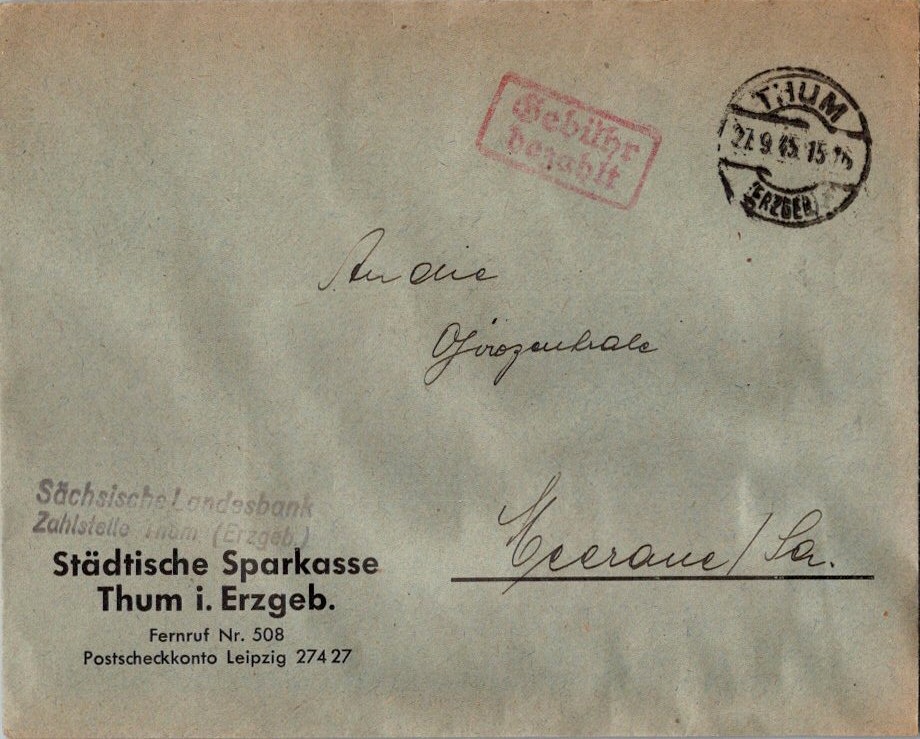 Gebühr
bezahlt
THUM
27.9.45.15-16
(ERZGEB)
An die
Girozentrale
Meerane/Sa.
Sächsische Landesbank
Zahlstelle Thum (Erzgeb.)
Städtische Sparkasse
Thum i. Erzgeb.
Fernruf Nr. 508
Postscheckkonto Leipzig 274 27